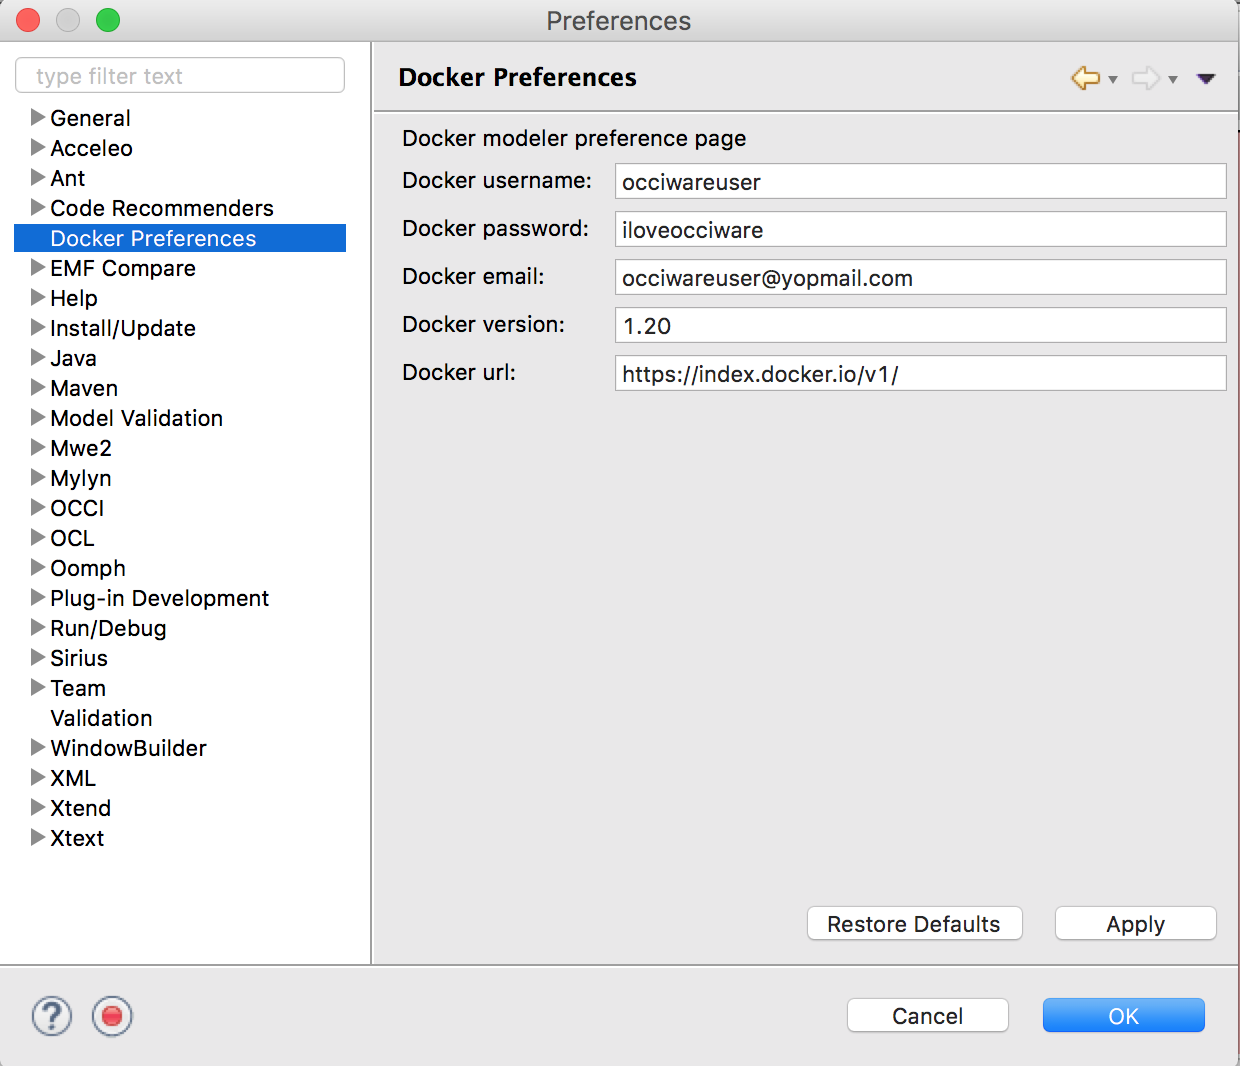 Preferences
type filter text
General
Acceleo
Ant
Code Recommenders
Docker Preferences
EMF Compare
Help
Install/Update
Java
Maven
Model Validation
Mwe2
Mylyn
OCCI
OCL
Oomph
Plug-in Development
Run/Debug
Sirius
Team
Validation
WindowBuilder
XML
Xtend
Xtext
Docker Preferences
Docker modeler preference page
Docker username: occiwareuser
Docker password: iloveocciware
Docker email: occiwareuser@yopmail.com
Docker version: 1.20
Docker url: https://index.docker.io/v1/
Restore Defaults Apply
? Cancel OK